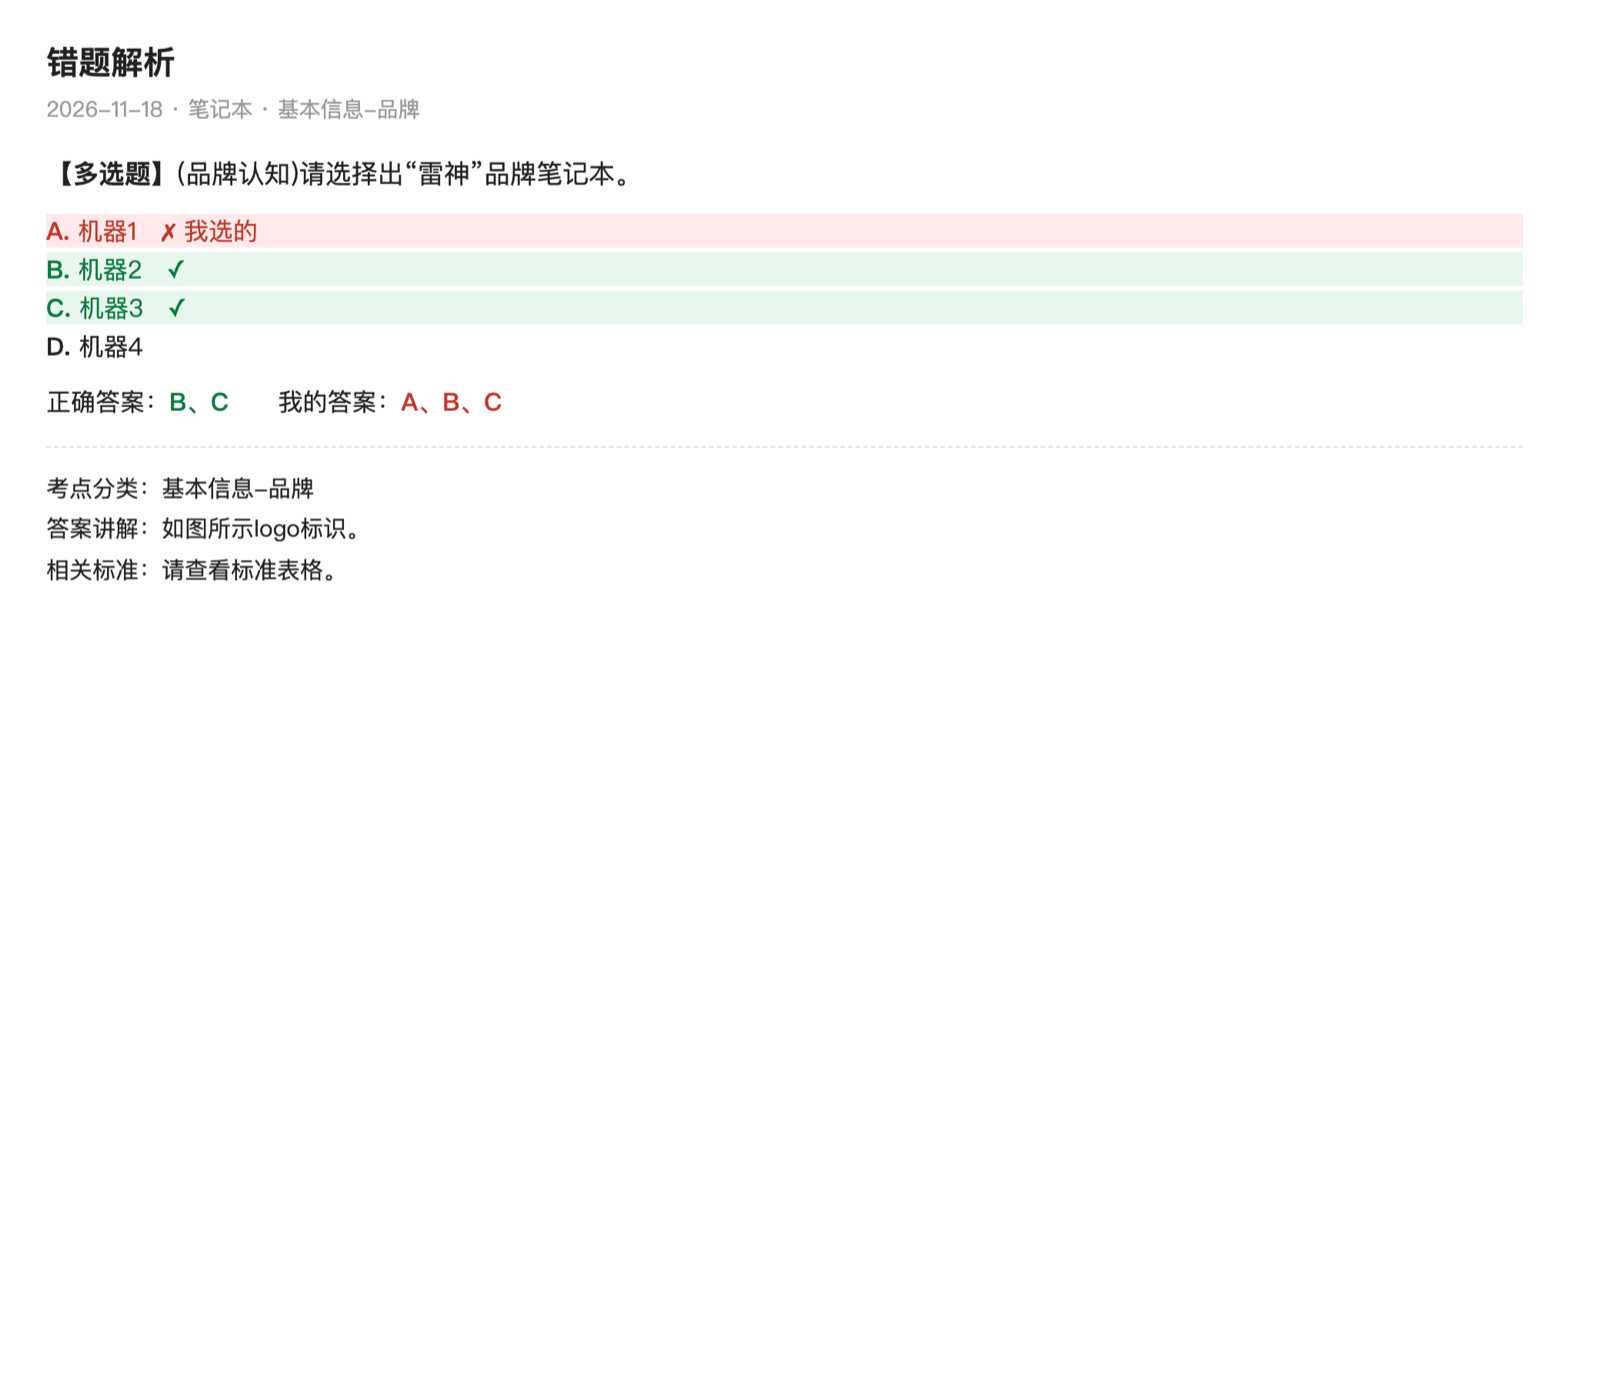 错题解析
2026-11-18 · 笔记本 · 基本信息-品牌
【多选题】(品牌认知)请选择出“雷神”品牌笔记本。
A. 机器1 ✗ 我选的
B. 机器2 ✓
C. 机器3 ✓
D. 机器4
正确答案：B、C 我的答案：A、B、C
考点分类：基本信息-品牌
答案讲解：如图所示logo标识。
相关标准：请查看标准表格。